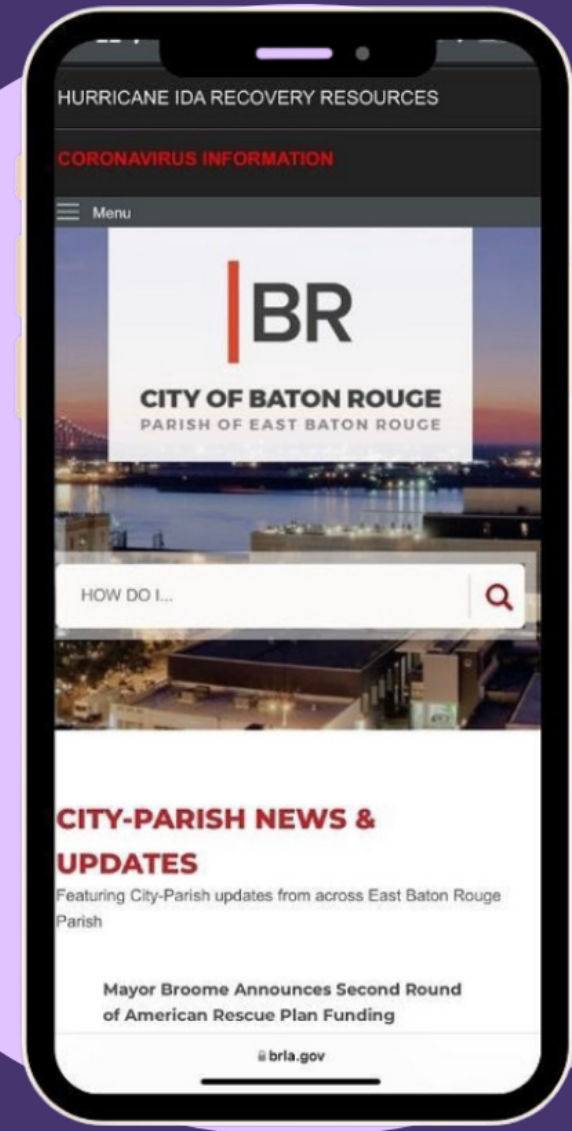 HURRICANE IDA RECOVERY RESOURCES
CORONAVIRUS INFORMATION
Menu
BR
CITY OF BATON ROUGE
PARISH OF EAST BATON ROUGE
HOW DO I...
CITY-PARISH NEWS &
UPDATES
Featuring City-Parish updates from across East Baton Rouge
Parish
Mayor Broome Announces Second Round
of American Rescue Plan Funding
brla.gov